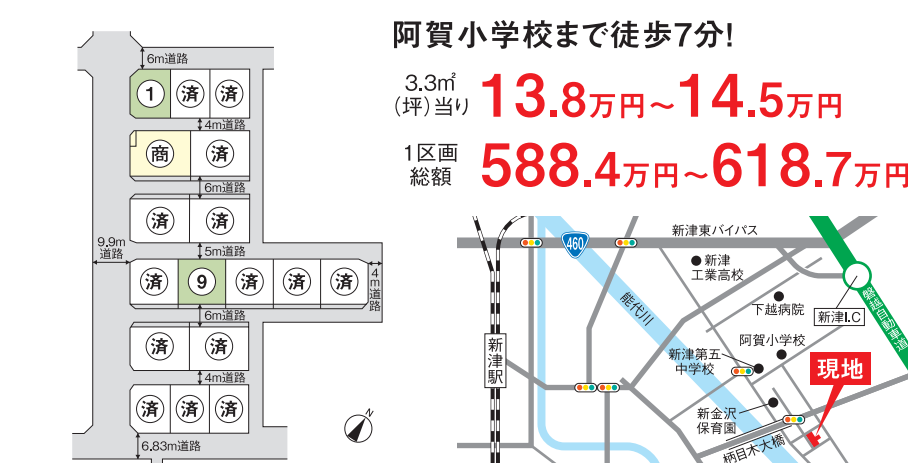 阿賀小学校まで徒歩7分!
3.3㎡
(坪)当り
13.8万円~14.5万円
1区画
総額
588.4万円~618.7万円
6m道路
1 済 済
4m道路
商 済
6m道路
済 済
9.9m
道路
5m道路
済 9 済 済 済
4m道路
6m道路
済 済
4m道路
済 済 済
6.83m道路
N
460
新津東バイパス
新津
工業高校
能代川
下越病院
新津I.C
磐越自動車道
新津駅
阿賀小学校
新津第五
中学校
現地
新金沢
保育園
柄目木大橋